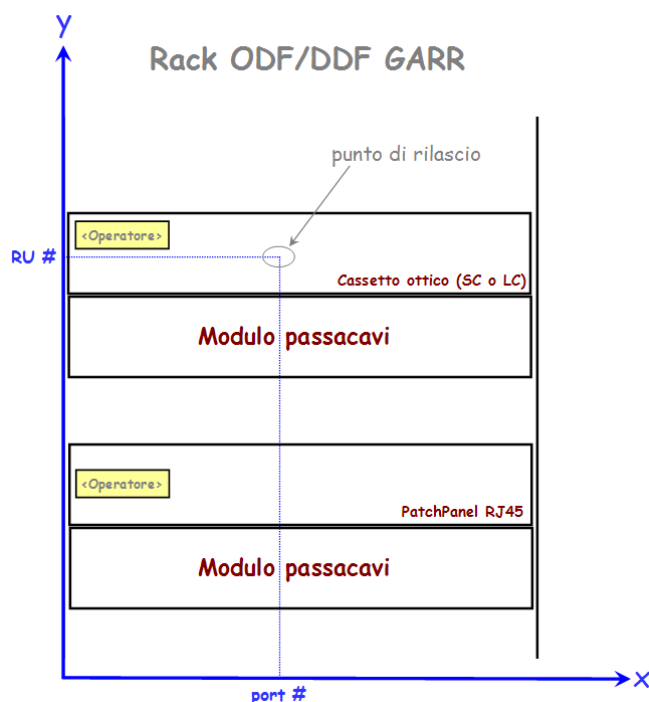 y
Rack ODF/DDF GARR
punto di rilascio
<Operatore>
RU #
Cassetto ottico (SC o LC)
Modulo passacavi
<Operatore>
PatchPanel RJ45
Modulo passacavi
x
port #